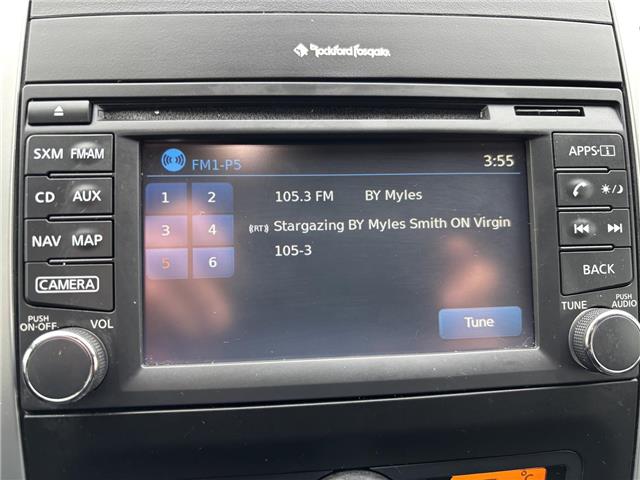 Rockford Fosgate
SXM FM·AM
CD AUX
NAV MAP
CAMERA
PUSH
ON·OFF
VOL
FM1-P5
3:55
1 2
3 4
5 6
105.3 FM BY Myles
((RT)) Stargazing BY Myles Smith ON Virgin
105-3
Tune
APPS·i
BACK
TUNE
PUSH
AUDIO
°C